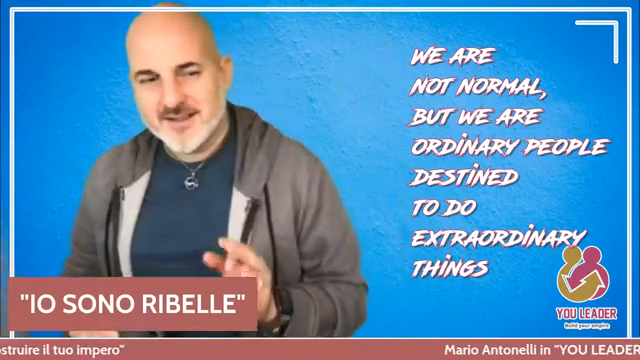 WE ARE
NOT NORMAL,
BUT WE ARE
ORDINARY PEOPLE
DESTINED
TO DO
EXTRAORDINARY
THINGS
YOU LEADER
Build your empire
"IO SONO RIBELLE"
ostruire il tuo impero"
Mario Antonelli in "YOU LEADER